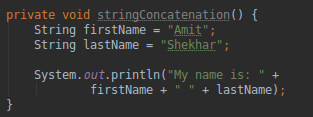 private void stringConcatenation() {
    String firstName = "Amit";
    String lastName = "Shekhar";

    System.out.println("My name is: " +
            firstName + " " + lastName);
}